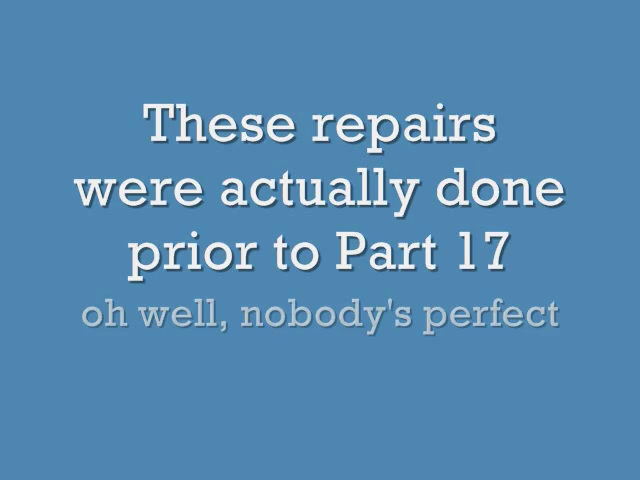 These repairs
were actually done
prior to Part 17
oh well, nobody's perfect